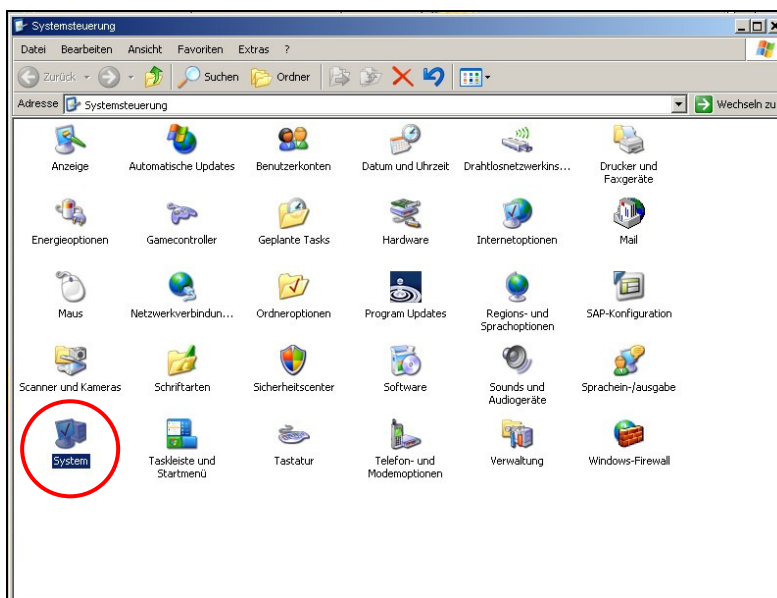 Systemsteuerung
Datei Bearbeiten Ansicht Favoriten Extras ?
Zurück Suchen Ordner
Adresse Systemsteuerung Wechseln zu
Anzeige Automatische Updates Benutzerkonten Datum und Uhrzeit Drahtlosnetzwerkins... Drucker und
Faxgeräte
Energieoptionen Gamecontroller Geplante Tasks Hardware Internetoptionen Mail
Maus Netzwerkverbindun... Ordneroptionen Program Updates Regions- und SAP-Konfiguration
Sprachoptionen
Scanner und Kameras Schriftarten Sicherheitscenter Software Sounds und Sprachein-/ausgabe
Audiogeräte
System Taskleiste und Tastatur Telefon- und Verwaltung Windows-Firewall
Startmenü Modemoptionen